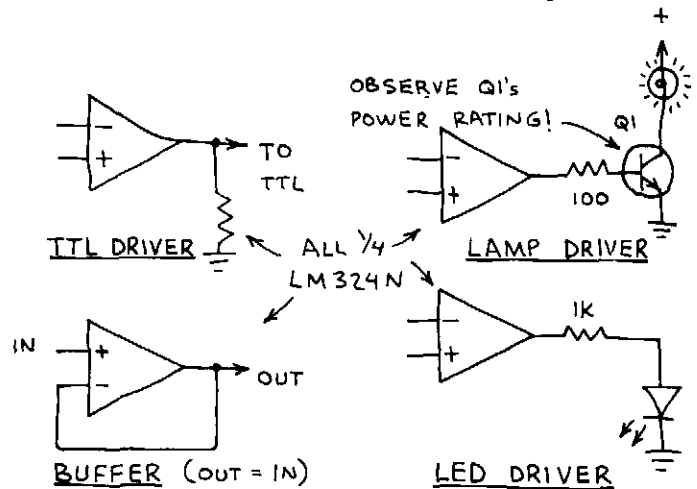 +
OBSERVE Q1's
POWER RATING!
Q1
-
+
TO
TTL
-
+
100
TTL DRIVER
ALL 1/4
LM324N
LAMP DRIVER
IN
+
-
OUT
-
+
1K
BUFFER (OUT = IN)
LED DRIVER